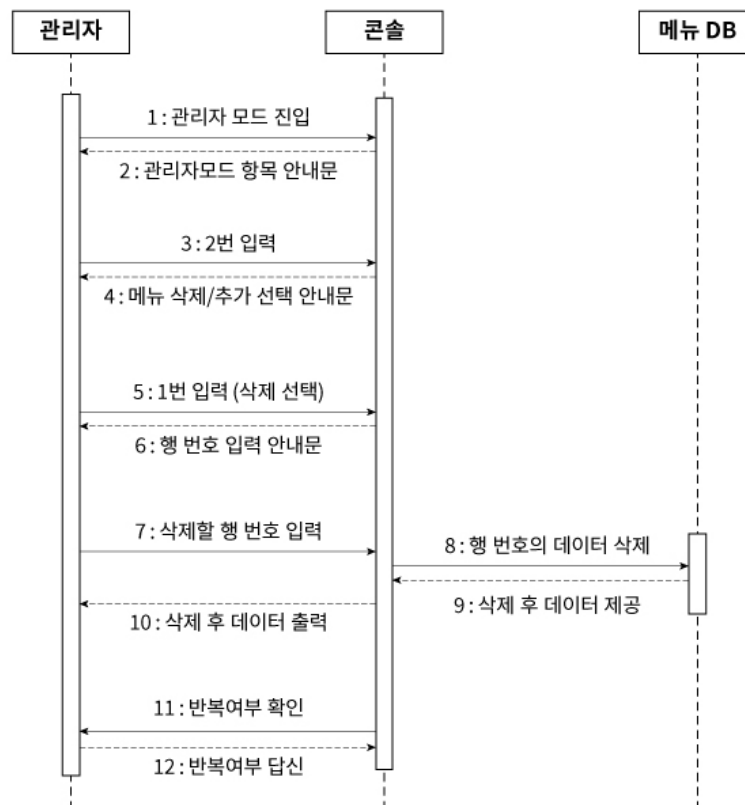 관리자
콘솔
메뉴 DB
1 : 관리자 모드 진입
2 : 관리자모드 항목 안내문
3 : 2번 입력
4 : 메뉴 삭제/추가 선택 안내문
5 : 1번 입력 (삭제 선택)
6 : 행 번호 입력 안내문
7 : 삭제할 행 번호 입력
8 : 행 번호의 데이터 삭제
9 : 삭제 후 데이터 제공
10 : 삭제 후 데이터 출력
11 : 반복여부 확인
12 : 반복여부 답신